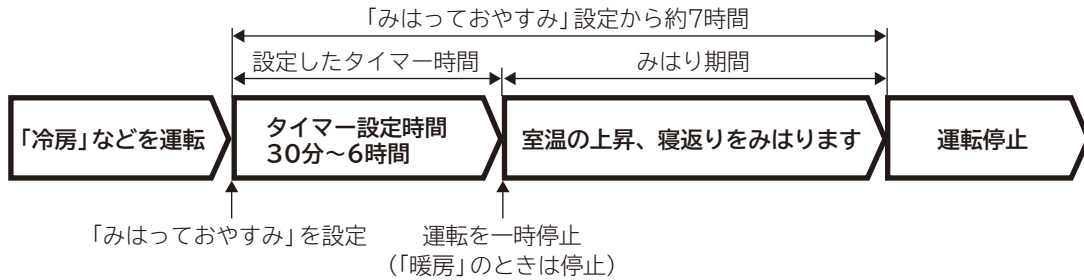 「みはっておやすみ」設定から約7時間
設定したタイマー時間
みはり期間
「冷房」などを運転
タイマー設定時間
30分～6時間
室温の上昇、寝返りをみはります
運転停止
「みはっておやすみ」を設定
運転を一時停止
（「暖房」のときは停止）